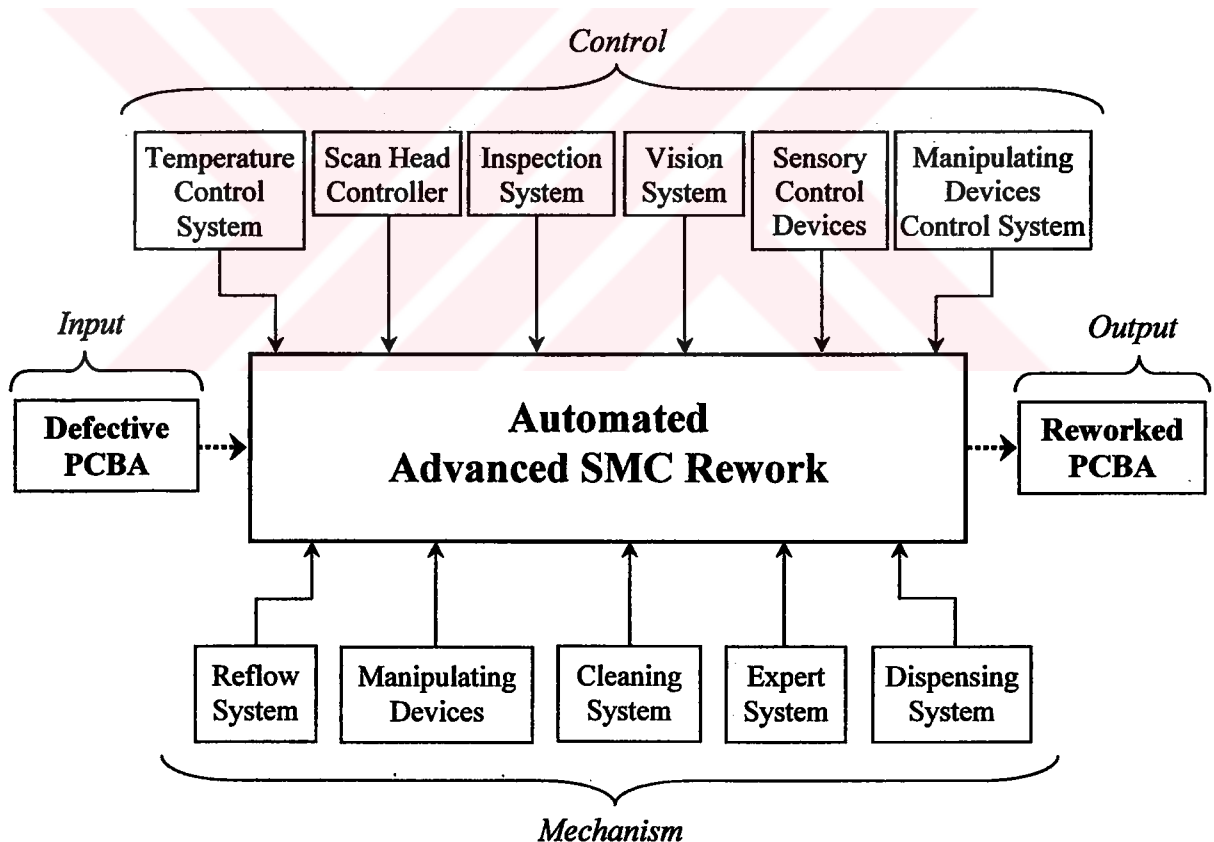 Control
Temperature
Control
System
Scan Head
Controller
Inspection
System
Vision
System
Sensory
Control
Devices
Manipulating
Devices
Control System
Input
Defective
PCBA
Automated
Advanced SMC Rework
Output
Reworked
PCBA
Reflow
System
Manipulating
Devices
Cleaning
System
Expert
System
Dispensing
System
Mechanism